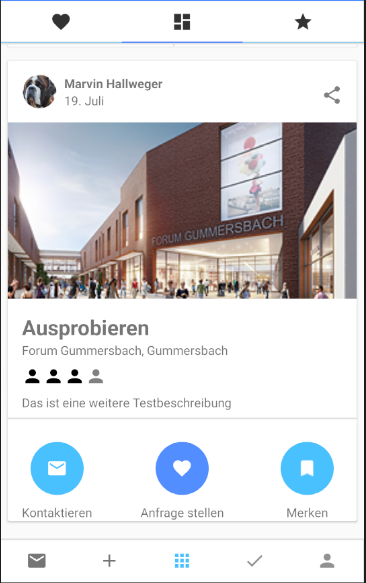 Marvin Hallweger
19. Juli
FORUM GUMMERSBACH
Ausprobieren
Forum Gummersbach, Gummersbach
Das ist eine weitere Testbeschreibung
Kontaktieren
Anfrage stellen
Merken